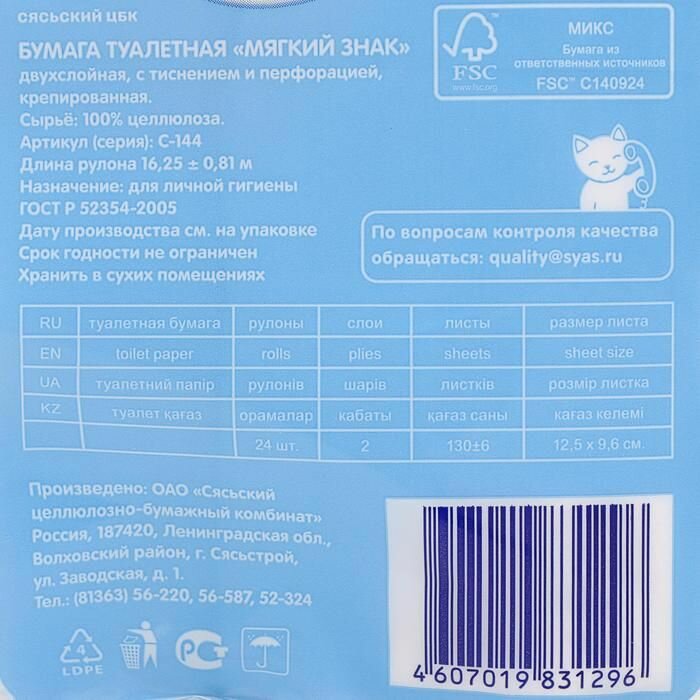 сясьский цбк
БУМАГА ТУАЛЕТНАЯ «МЯГКИЙ ЗНАК»
двухслойная, с тиснением и перфорацией,
крепированная.
Сырьё: 100% целлюлоза.
Артикул (серия): С-144
Длина рулона 16,25 ± 0,81 м
Назначение: для личной гигиены
ГОСТ Р 52354-2005
Дату производства см. на упаковке
Срок годности не ограничен
Хранить в сухих помещениях
FSC
www.fsc.org
МИКС
Бумага из
ответственных источников
FSC™ C140924
По вопросам контроля качества
обращаться: quality@syas.ru
RU туалетная бумага рулоны слои листы размер листа
EN toilet paper rolls plies sheets sheet size
UA туалетний папір рулонів шарів листків розмір листка
KZ туалет қағаз орамалар кабаты қағаз саны кағаз келемі
24 шт. 2 130±6 12,5 x 9,6 см.
Произведено: ОАО «Сясьский
целлюлозно-бумажный комбинат»
Россия, 187420, Ленинградская обл.,
Волховский район, г. Сясьстрой,
ул. Заводская, д. 1.
Тел.: (81363) 56-220, 56-587, 52-324
4
LDPE
РСТ
4 607019 831296